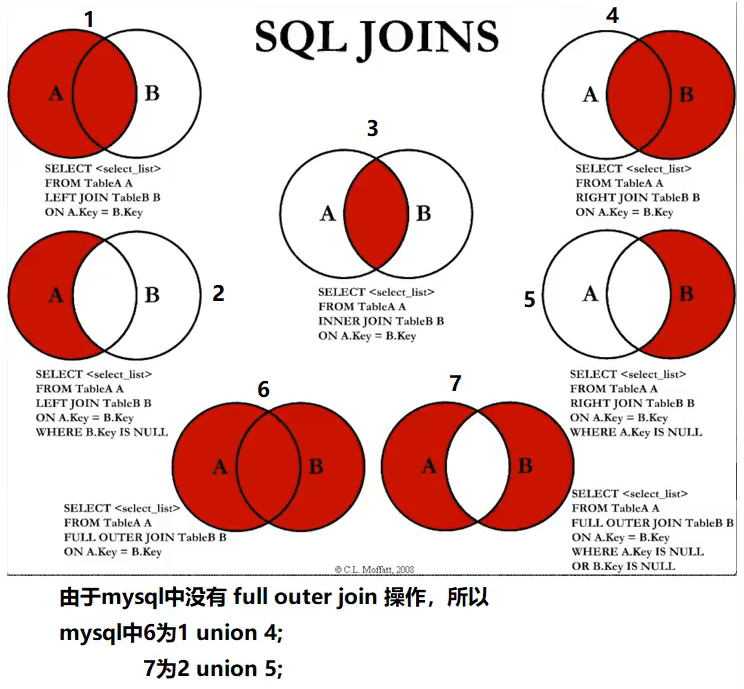 SQL JOINS
1
A
B
SELECT <select_list>
FROM TableA A
LEFT JOIN TableB B
ON A.Key = B.Key
4
A
B
SELECT <select_list>
FROM TableA A
RIGHT JOIN TableB B
ON A.Key = B.Key
3
A
B
SELECT <select_list>
FROM TableA A
INNER JOIN TableB B
ON A.Key = B.Key
2
A
B
SELECT <select_list>
FROM TableA A
LEFT JOIN TableB B
ON A.Key = B.Key
WHERE B.Key IS NULL
5
A
B
SELECT <select_list>
FROM TableA A
RIGHT JOIN TableB B
ON A.Key = B.Key
WHERE A.Key IS NULL
6
A
B
SELECT <select_list>
FROM TableA A
FULL OUTER JOIN TableB B
ON A.Key = B.Key
7
A
B
SELECT <select_list>
FROM TableA A
FULL OUTER JOIN TableB B
ON A.Key = B.Key
WHERE A.Key IS NULL
OR B.Key IS NULL
© C.L. Moffatt, 2008
由于mysql中没有 full outer join 操作，所以
mysql中6为1 union 4;
7为2 union 5;